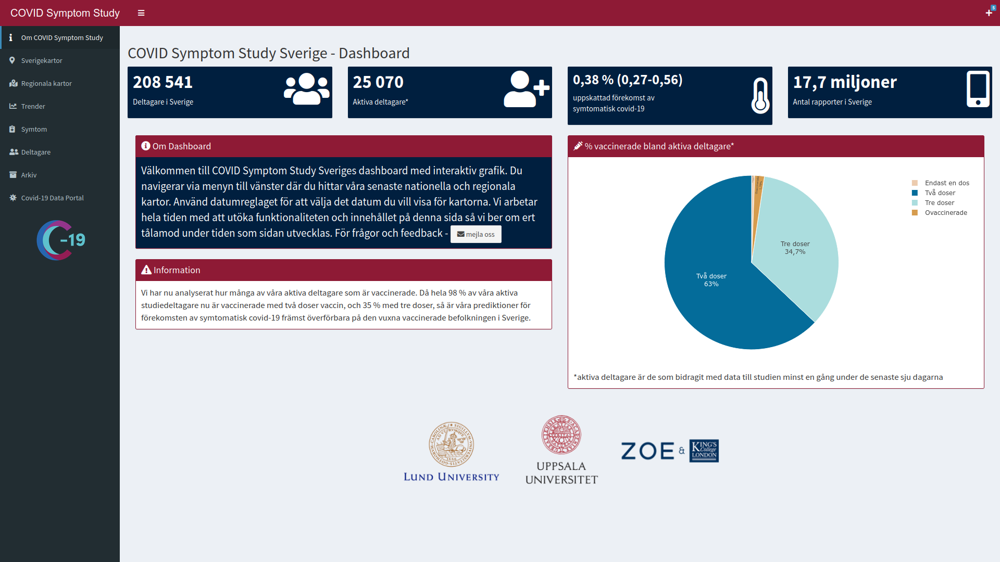 COVID Symptom Study
5
Om COVID Symptom Study
Sverigekartor
Regionala kartor
Trender
Symtom
Deltagare
Arkiv
Covid-19 Data Portal
-19
COVID Symptom Study Sverige - Dashboard
208 541
Deltagare i Sverige
25 070
Aktiva deltagare*
0,38 % (0,27-0,56)
uppskattad förekomst av
symtomatisk covid-19
17,7 miljoner
Antal rapporter i Sverige
Om Dashboard
Välkommen till COVID Symptom Study Sveriges dashboard med interaktiv grafik. Du
navigerar via menyn till vänster där du hittar våra senaste nationella och regionala
kartor. Använd datumreglaget för att välja det datum du vill visa för kartorna. Vi arbetar
hela tiden med att utöka funktionaliteten och innehållet på denna sida så vi ber om ert
tålamod under tiden som sidan utvecklas. För frågor och feedback - mejla oss
Information
Vi har nu analyserat hur många av våra aktiva deltagare som är vaccinerade. Då hela 98 % av våra aktiva
studiedeltagare nu är vaccinerade med två doser vaccin, och 35 % med tre doser, så är våra prediktioner för
förekomsten av symtomatisk covid-19 främst överförbara på den vuxna vaccinerade befolkningen i Sverige.
% vaccinerade bland aktiva deltagare*
Endast en dos
Två doser
Tre doser
Ovaccinerade
Tre doser
34,7%
Två doser
63%
*aktiva deltagare är de som bidragit med data till studien minst en gång under de senaste sju dagarna
LUND UNIVERSITY
UPPSALA
UNIVERSITET
ZOE & KING'S
College
LONDON